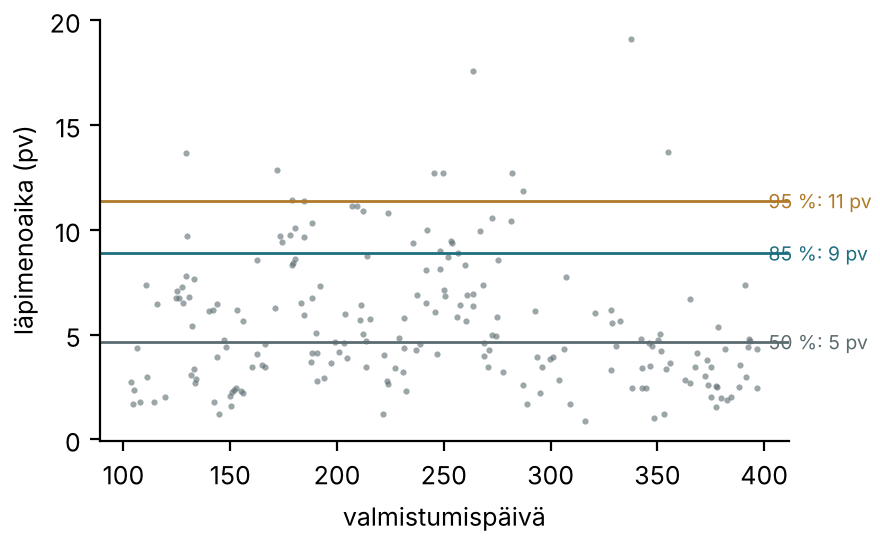 20
15
10
5
0
läpimenoaika (pv)
95 %: 11 pv
85 %: 9 pv
50 %: 5 pv
100 150 200 250 300 350 400
valmistumispäivä